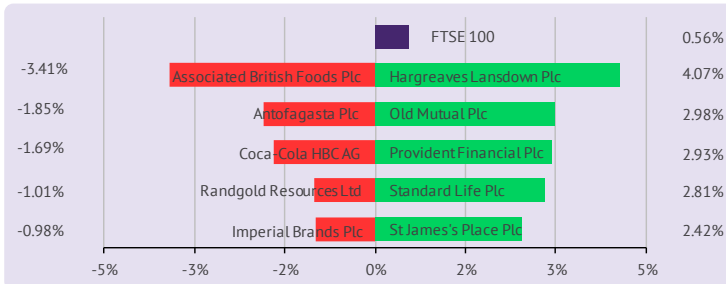 FTSE 100 0.56%
-3.41% Associated British Foods Plc Hargreaves Lansdown Plc 4.07%
-1.85% Antofagasta Plc Old Mutual Plc 2.98%
-1.69% Coca-Cola HBC AG Provident Financial Plc 2.93%
-1.01% Randgold Resources Ltd Standard Life Plc 2.81%
-0.98% Imperial Brands Plc St James's Place Plc 2.42%
-5% -3% -2% 0% 2% 3% 5%